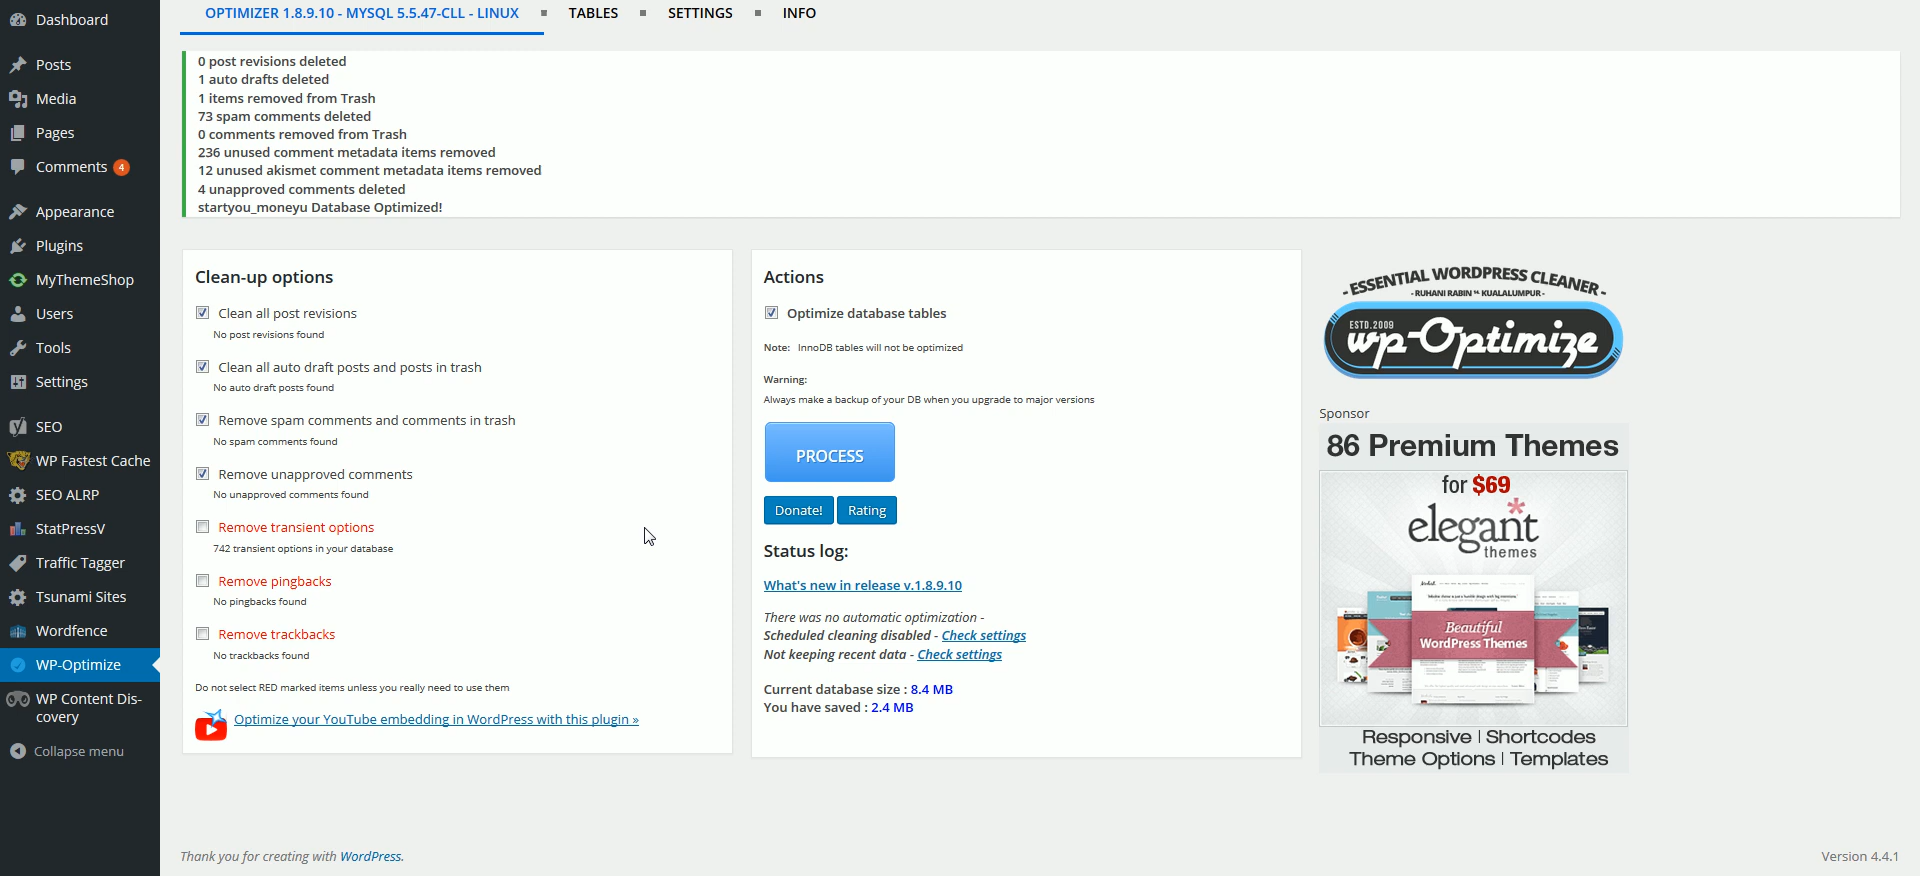 Dashboard
Posts
Media
Pages
Comments 4
Appearance
Plugins
MyThemeShop
Users
Tools
Settings
SEO
WP Fastest Cache
SEO ALRP
StatPressV
Traffic Tagger
Tsunami Sites
Wordfence
WP-Optimize
WP Content Dis-
covery
Collapse menu
OPTIMIZER 1.8.9.10 - MYSQL 5.5.47-CLL - LINUX TABLES SETTINGS INFO
0 post revisions deleted
1 auto drafts deleted
1 items removed from Trash
73 spam comments deleted
0 comments removed from Trash
236 unused comment metadata items removed
12 unused akismet comment metadata items removed
4 unapproved comments deleted
startyou_moneyu Database Optimized!
Clean-up options
Clean all post revisions
No post revisions found
Clean all auto draft posts and posts in trash
No auto draft posts found
Remove spam comments and comments in trash
No spam comments found
Remove unapproved comments
No unapproved comments found
Remove transient options
742 transient options in your database
Remove pingbacks
No pingbacks found
Remove trackbacks
No trackbacks found
Do not select RED marked items unless you really need to use them
Optimize your YouTube embedding in WordPress with this plugin »
Actions
Optimize database tables
Note: InnoDB tables will not be optimized
Warning:
Always make a backup of your DB when you upgrade to major versions
PROCESS
Donate! Rating
Status log:
What's new in release v.1.8.9.10
There was no automatic optimization -
Scheduled cleaning disabled - Check settings
Not keeping recent data - Check settings
Current database size : 8.4 MB
You have saved : 2.4 MB
- ESSENTIAL WORDPRESS CLEANER -
- RUHANI RABIN KUALALUMPUR -
ESTD.2009
wp-Optimize
Sponsor
86 Premium Themes
for $69
elegant
themes
Beautiful
WordPress Themes
Responsive | Shortcodes
Theme Options | Templates
Thank you for creating with WordPress.
Version 4.4.1